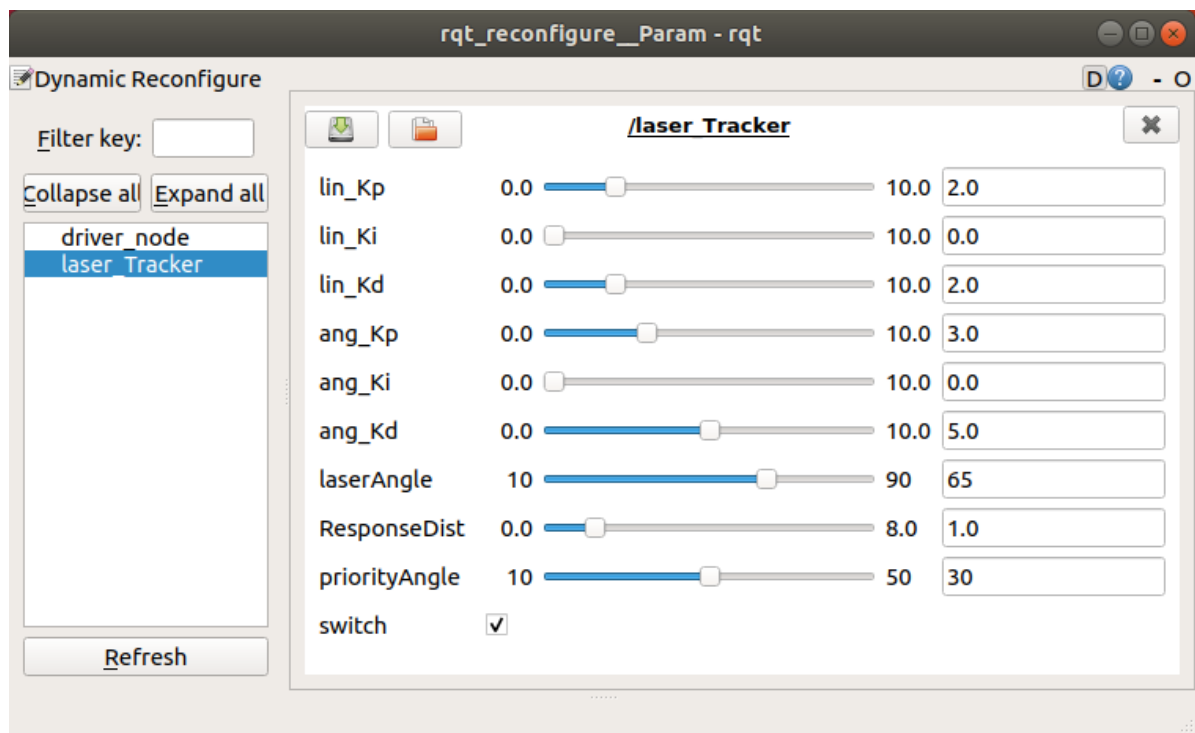 rqt_reconfigure__Param - rqt
Dynamic Reconfigure
D ? - O
Filter key:
Collapse all Expand all
driver_node
laser_Tracker
Refresh
/laser_Tracker
lin_Kp 0.0 10.0 2.0
lin_Ki 0.0 10.0 0.0
lin_Kd 0.0 10.0 2.0
ang_Kp 0.0 10.0 3.0
ang_Ki 0.0 10.0 0.0
ang_Kd 0.0 10.0 5.0
laserAngle 10 90 65
ResponseDist 0.0 8.0 1.0
priorityAngle 10 50 30
switch